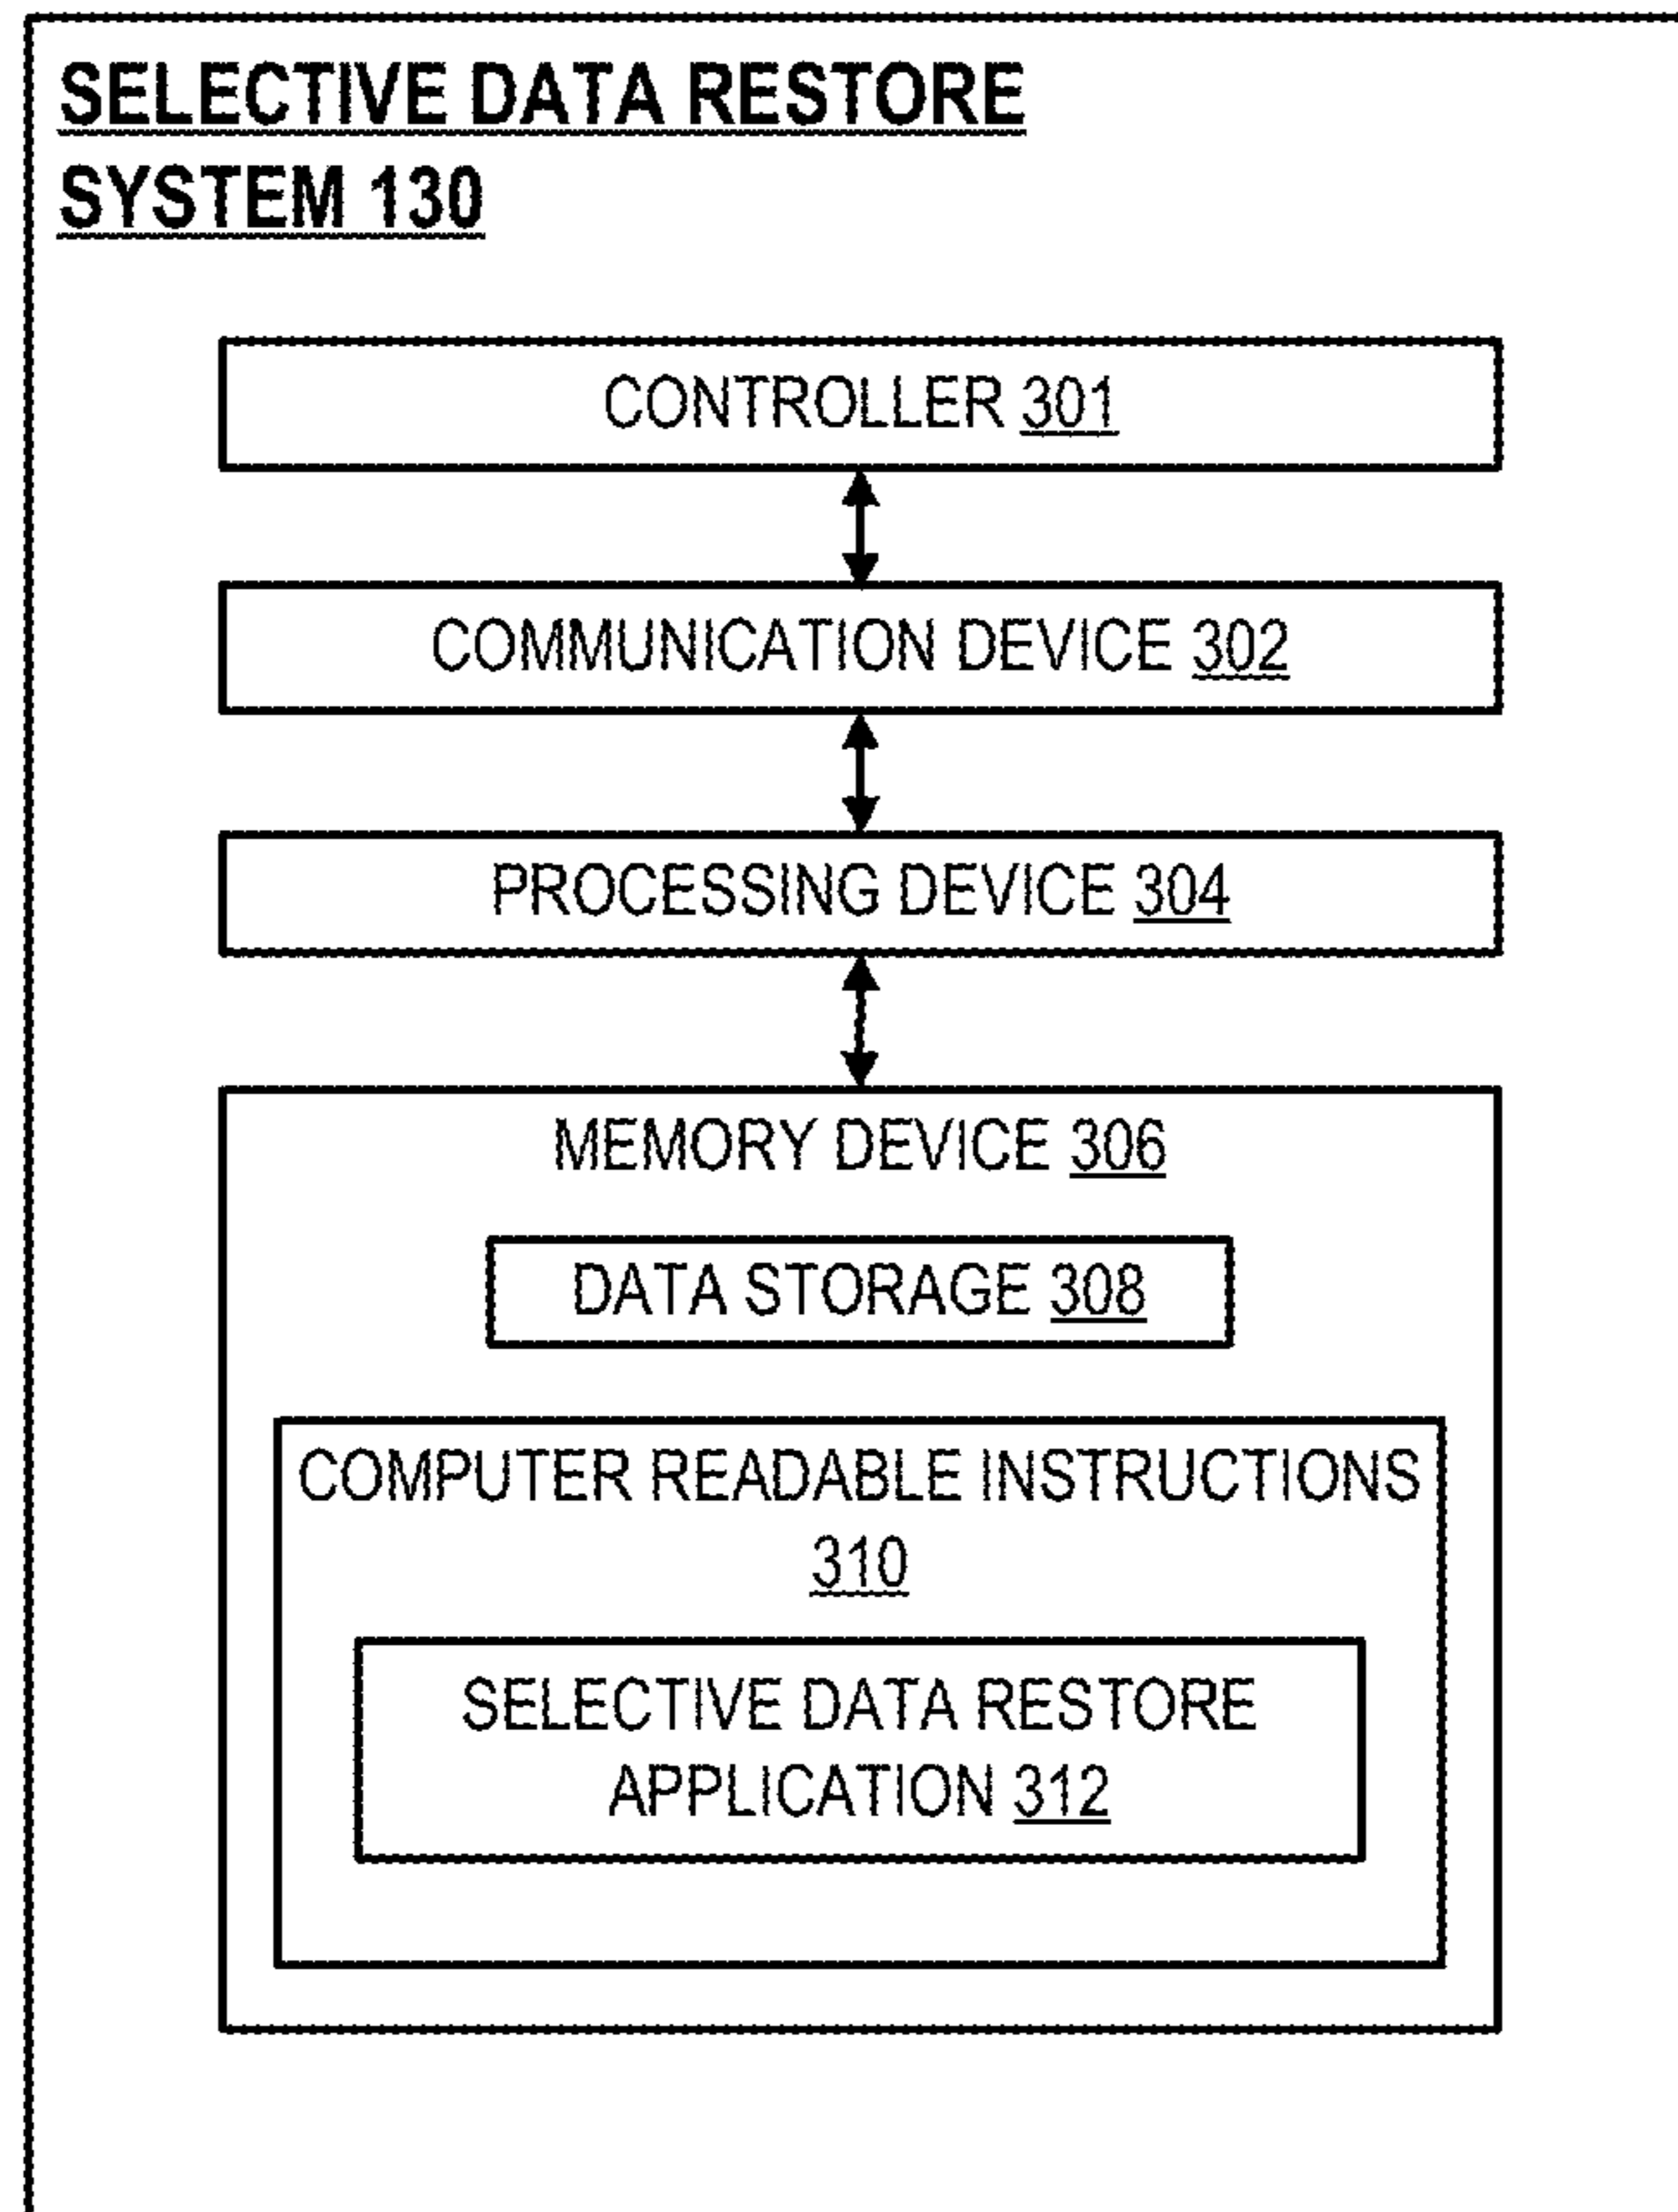 SELECTIVE DATA RESTORE
SYSTEM 130
CONTROLLER 301
COMMUNICATION DEVICE 302
PROCESSING DEVICE 304
MEMORY DEVICE 306
DATA STORAGE 308
COMPUTER READABLE INSTRUCTIONS
310
SELECTIVE DATA RESTORE
APPLICATION 312